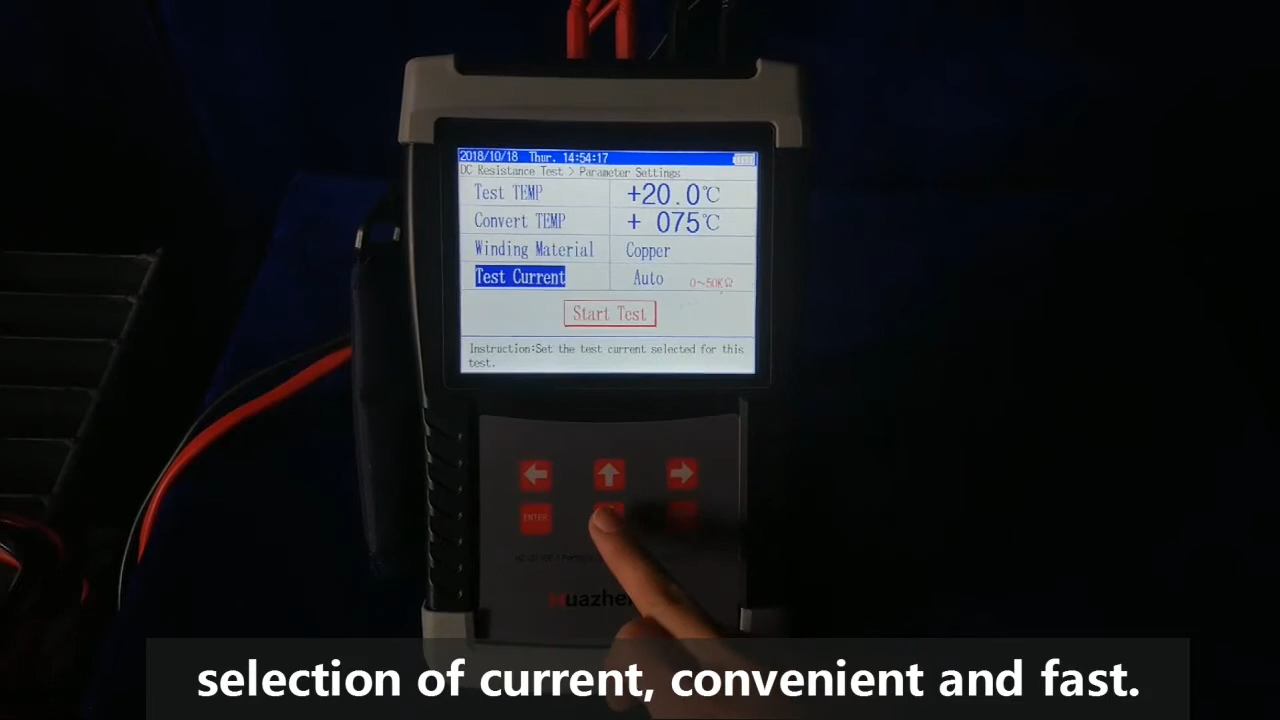 2018/10/18 Thur. 14:54:17
DC Resistance Test > Parameter Settings
Test TEMP +20.0℃
Convert TEMP + 075℃
Winding Material Copper
Test Current Auto 0~50KΩ
Start Test
Instruction:Set the test current selected for this
test.
ENTER
selection of current, convenient and fast.